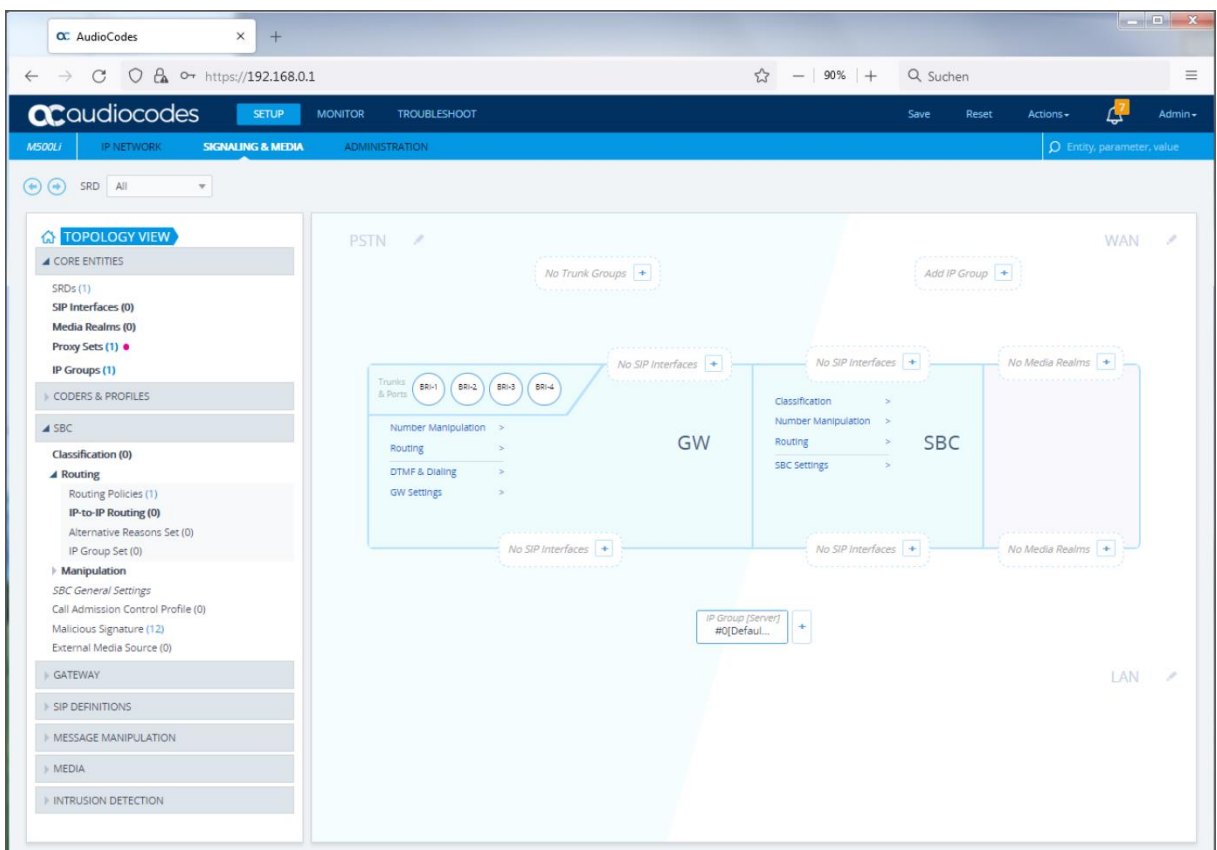 AudioCodes
https://192.168.0.1
90%
Suchen
audiocodes
SETUP
MONITOR
TROUBLESHOOT
Save
Reset
Actions
7
Admin
M500Li
IP NETWORK
SIGNALING & MEDIA
ADMINISTRATION
Entity, parameter, value
SRD
All
TOPOLOGY VIEW
CORE ENTITIES
SRDs (1)
SIP Interfaces (0)
Media Realms (0)
Proxy Sets (1)
IP Groups (1)
CODERS & PROFILES
SBC
Classification (0)
Routing
Routing Policies (1)
IP-to-IP Routing (0)
Alternative Reasons Set (0)
IP Group Set (0)
Manipulation
SBC General Settings
Call Admission Control Profile (0)
Malicious Signature (12)
External Media Source (0)
GATEWAY
SIP DEFINITIONS
MESSAGE MANIPULATION
MEDIA
INTRUSION DETECTION
PSTN
WAN
No Trunk Groups +
Add IP Group +
No SIP Interfaces +
No SIP Interfaces +
No Media Realms +
Trunks
& Ports
BRI-1
BRI-2
BRI-3
BRI-4
Number Manipulation >
Routing >
DTMF & Dialing >
GW Settings >
GW
Classification >
Number Manipulation >
Routing >
SBC Settings >
SBC
No SIP Interfaces +
No SIP Interfaces +
No Media Realms +
IP Group [Server]
#0[Defaul...
+
LAN